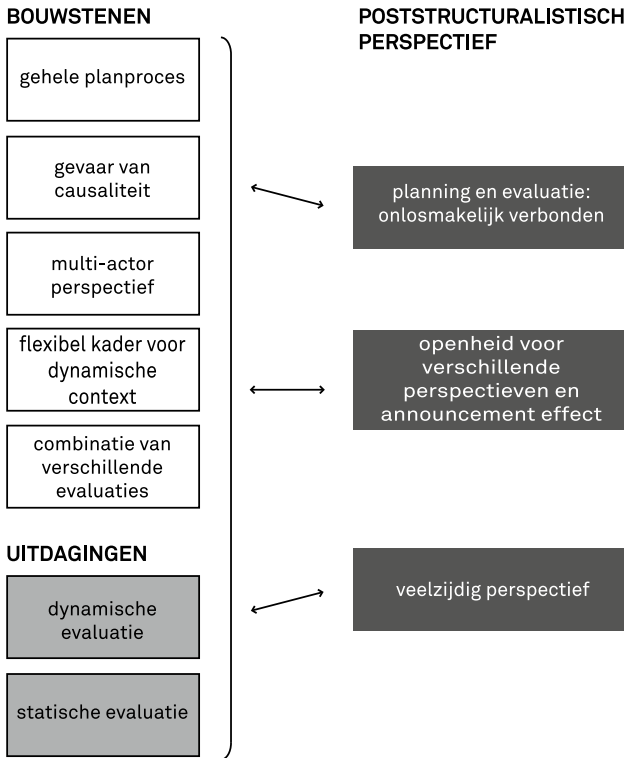 BOUWSTENEN
gehele planproces
gevaar van
causaliteit
multi-actor
perspectief
flexibel kader voor
dynamische
context
combinatie van
verschillende
evaluaties
UITDAGINGEN
dynamische
evaluatie
statische evaluatie
POSTSTRUCTURALISTISCH
PERSPECTIEF
planning en evaluatie:
onlosmakelijk verbonden
openheid voor
verschillende
perspectieven en
announcement effect
veelzijdig perspectief